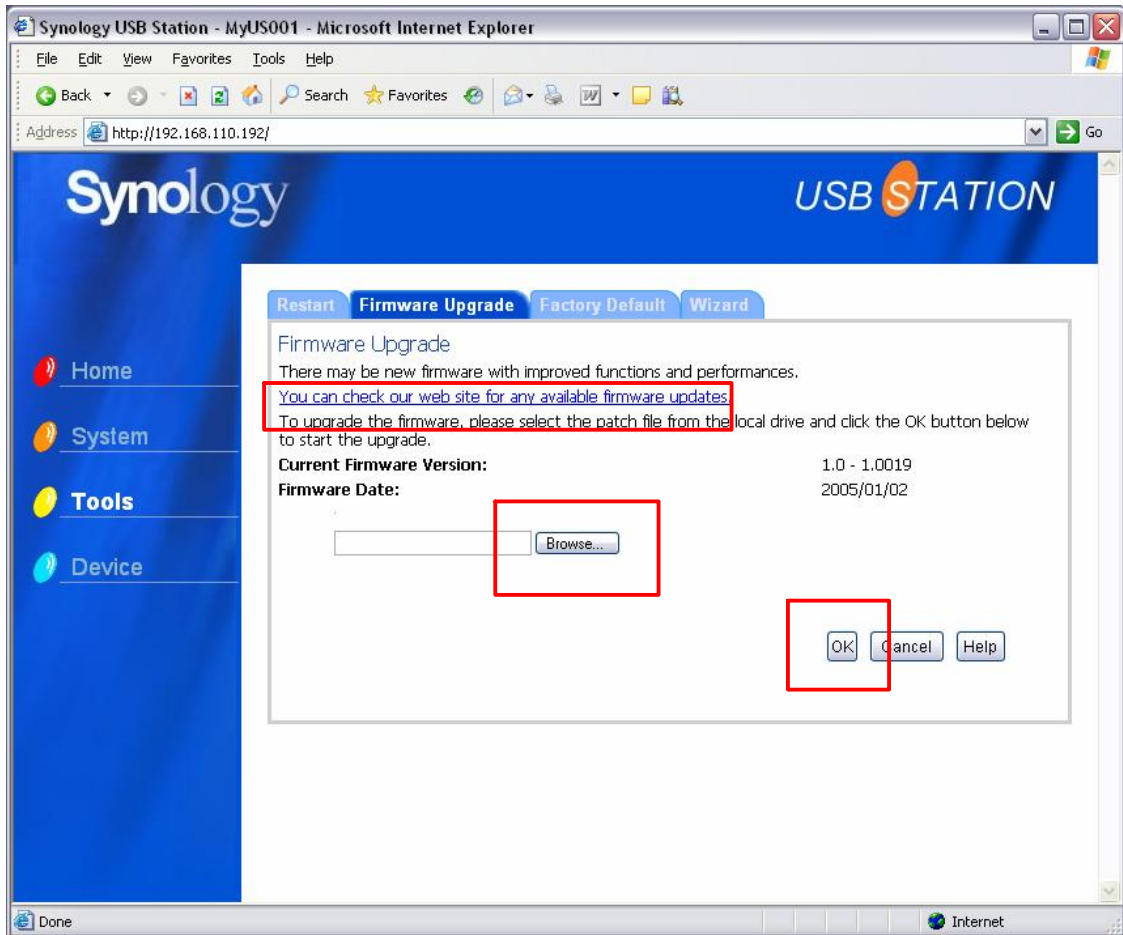 Synology USB Station - MyUS001 - Microsoft Internet Explorer
File Edit View Favorites Tools Help
Back Search Favorites
Address http://192.168.110.192/ Go
Synology
USB STATION
Restart Firmware Upgrade Factory Default Wizard
Home
System
Tools
Device
Firmware Upgrade
There may be new firmware with improved functions and performances.
You can check our web site for any available firmware updates.
To upgrade the firmware, please select the patch file from the local drive and click the OK button below
to start the upgrade.
Current Firmware Version: 1.0 - 1.0019
Firmware Date: 2005/01/02
Browse...
OK Cancel Help
Done Internet